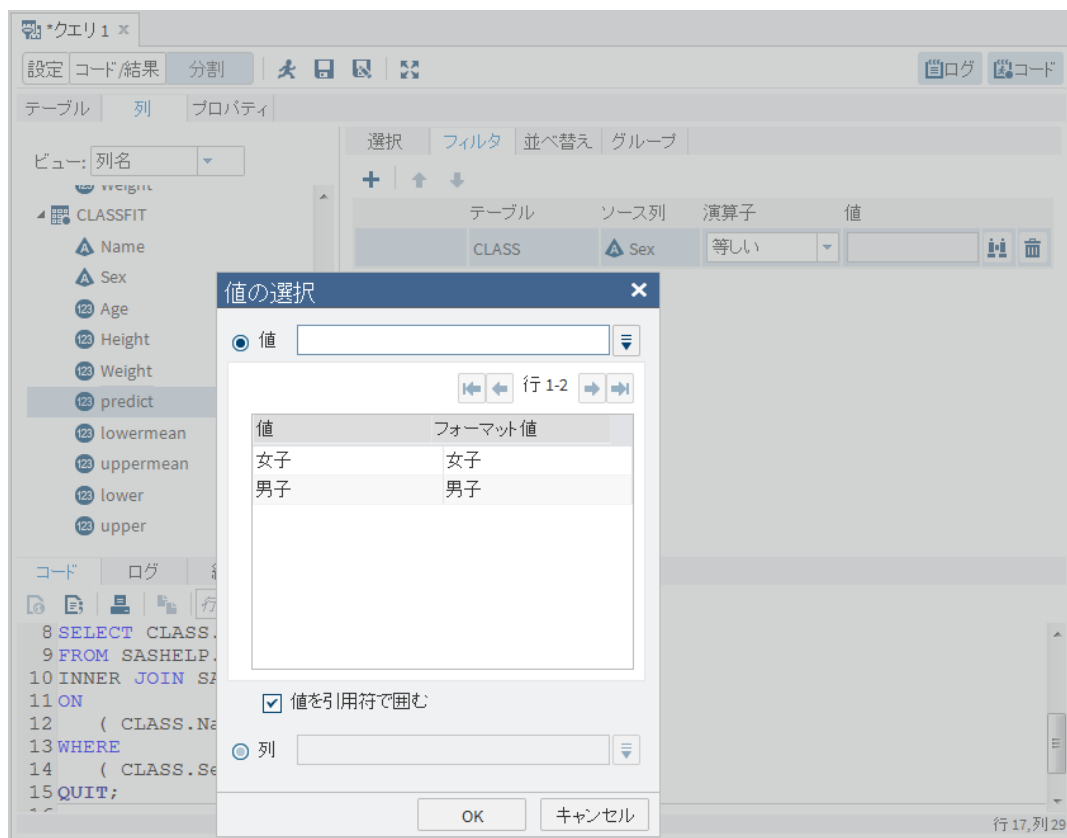 *クエリ 1
設定 コード/結果 分割 ログ コード
テーブル 列 プロパティ
選択 フィルタ 並べ替え グループ
ビュー: 列名
Weight
CLASSFIT
Name
Sex
Age
Height
Weight
predict
lowermean
uppermean
lower
upper
テーブル ソース列 演算子 値
CLASS Sex 等しい
値の選択
値
行 1-2
値 フォーマット値
女子 女子
男子 男子
値を引用符で囲む
列
OK キャンセル
コード ログ
行
8 SELECT CLASS.
9 FROM SASHELP.
10 INNER JOIN SA
11 ON
12 ( CLASS.Na
13 WHERE
14 ( CLASS.Se
15 QUIT;
行 17,列 29